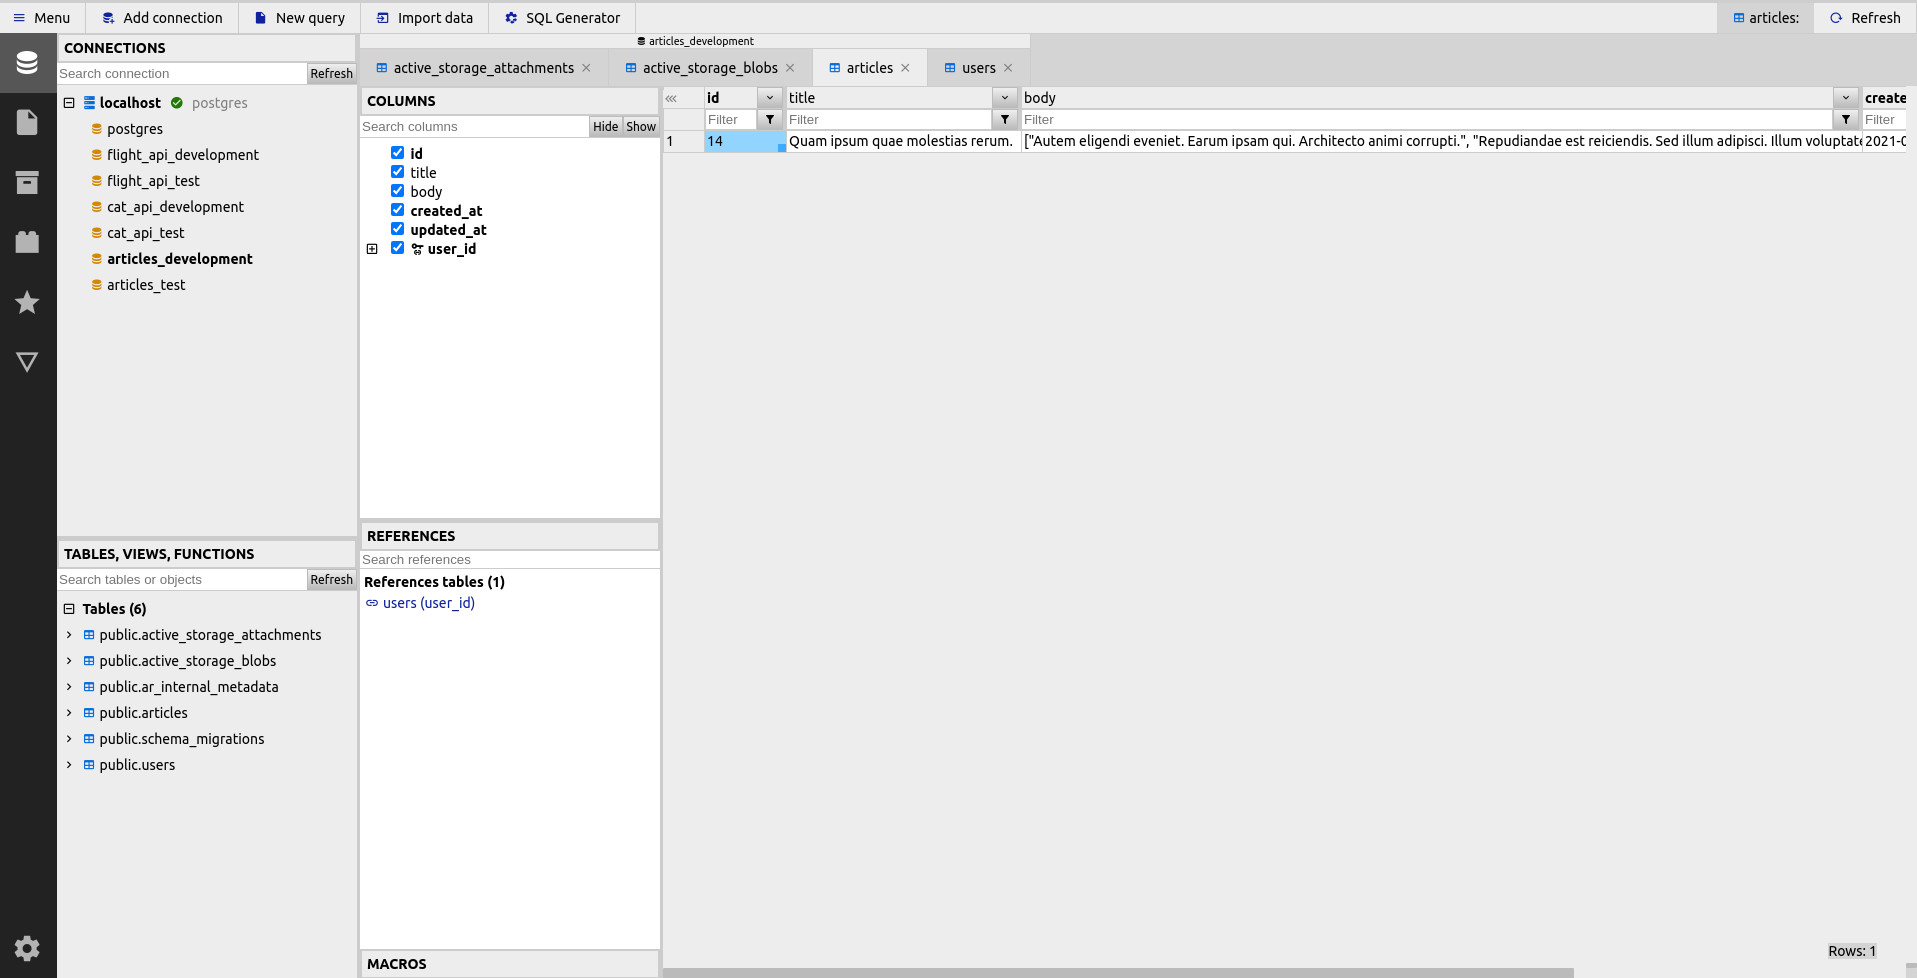 Menu Add connection New query Import data SQL Generator articles: Refresh
CONNECTIONS
Search connection Refresh
localhost postgres
postgres
flight_api_development
flight_api_test
cat_api_development
cat_api_test
articles_development
articles_test
TABLES, VIEWS, FUNCTIONS
Search tables or objects Refresh
Tables (6)
public.active_storage_attachments
public.active_storage_blobs
public.ar_internal_metadata
public.articles
public.schema_migrations
public.users
articles_development
active_storage_attachments active_storage_blobs articles users
COLUMNS
Search columns Hide Show
id
title
body
created_at
updated_at
user_id
REFERENCES
Search references
References tables (1)
users (user_id)
MACROS
id title body create
Filter Filter Filter Filter
1 14 Quam ipsum quae molestias rerum. ["Autem eligendi eveniet. Earum ipsam qui. Architecto animi corrupti.", "Repudiandae est reiciendis. Sed illum adipisci. Illum voluptate 2021-0
Rows: 1